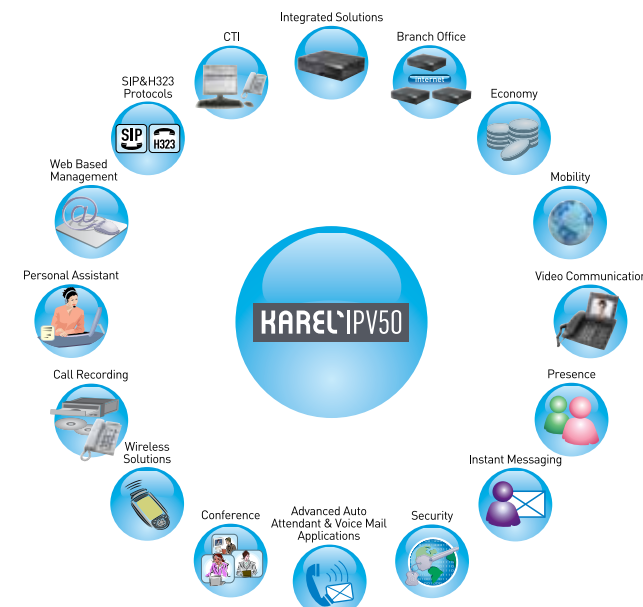 Integrated Solutions
CTI
Branch Office
internet
SIP&H323
Protocols
SIP
H323
Economy
Web Based
Management
Mobility
Personal Assistant
Video Communication
KAREL`IPV50
Call Recording
Presence
Wireless
Solutions
Instant Messaging
Conference
Advanced Auto
Attendant & Voice Mail
Applications
Security